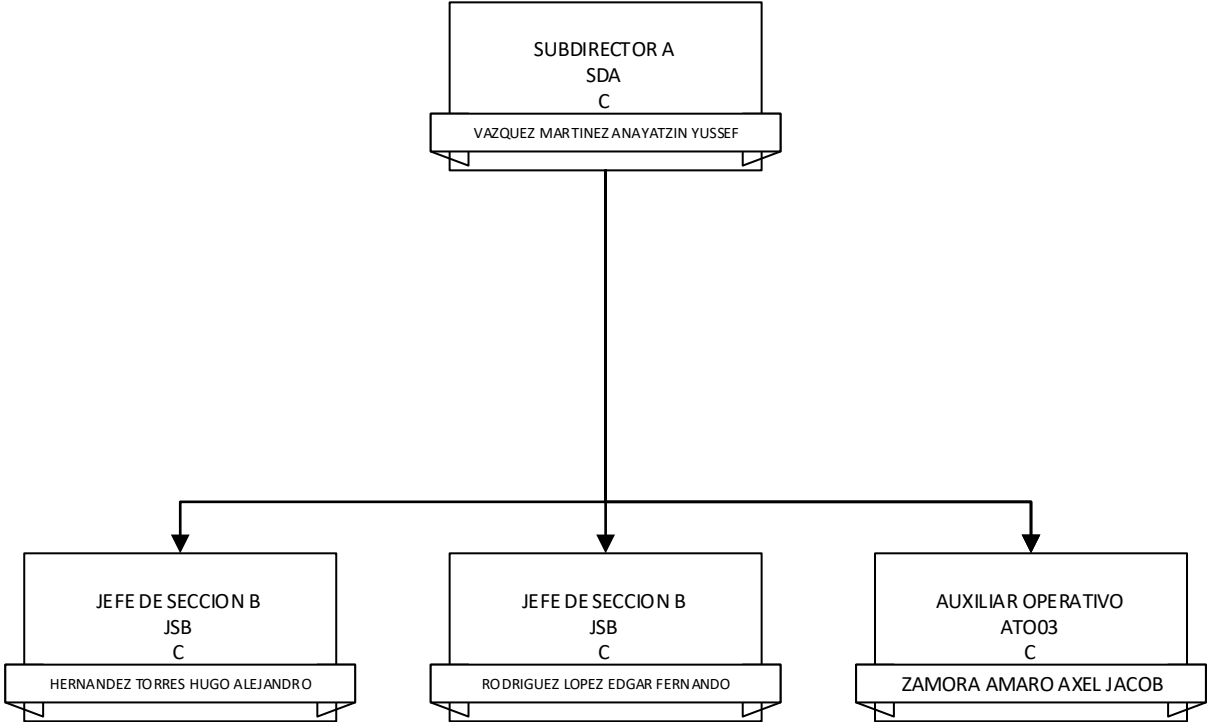 SUBDIRECTOR A
SDA
C
VAZQUEZ MARTINEZ ANAYATZIN YUSSEF
JEFE DE SECCION B
JSB
C
HERNANDEZ TORRES HUGO ALEJANDRO
JEFE DE SECCION B
JSB
C
RODRIGUEZ LOPEZ EDGAR FERNANDO
AUXILIAR OPERATIVO
ATO03
C
ZAMORA AMARO AXEL JACOB